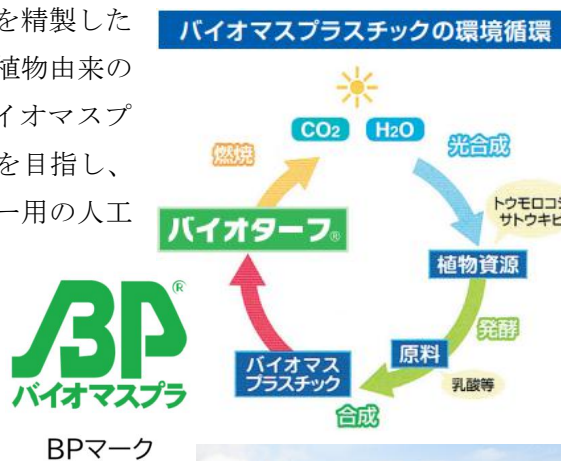 を精製した
植物由来の
イオマスプ
を目指し、
ー用の人工
バイオマスプラスチックの環境循環
CO2 H2O
燃焼
光合成
トウモロコシ
サトウキビ
バイオターフ®
植物資源
発酵
原料
乳酸等
バイオマス
プラスチック
合成
BP®
バイオマスプラ
BPマーク